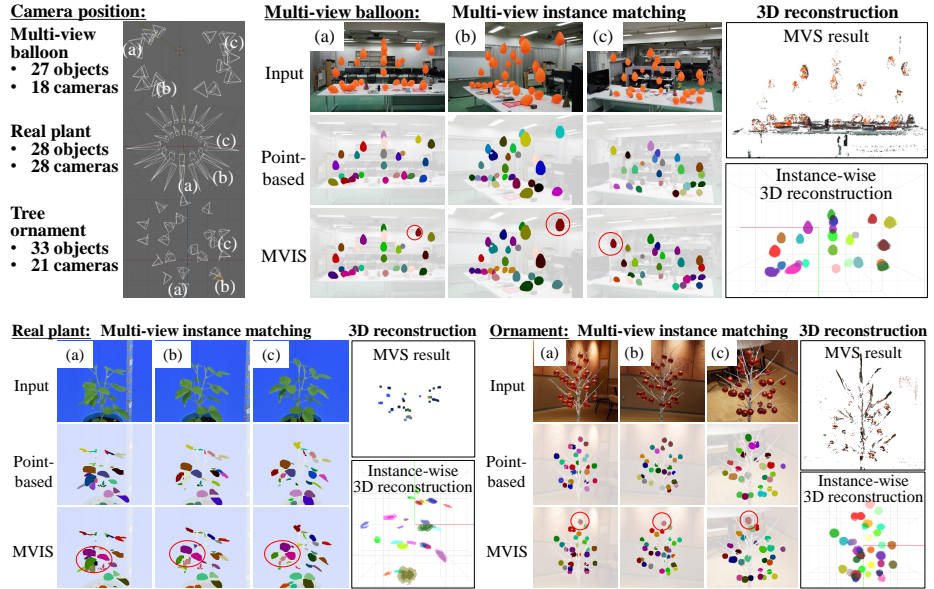 Camera position:
Multi-view
balloon
• 27 objects
• 18 cameras
Real plant
• 28 objects
• 28 cameras
Tree
ornament
• 33 objects
• 21 cameras
(a)
(c)
(b)
(c)
(b)
(a)
(c)
(a)
(b)
Multi-view balloon: Multi-view instance matching
(a)
(b)
(c)
Input
Point-
based
MVIS
3D reconstruction
MVS result
Instance-wise
3D reconstruction
Real plant: Multi-view instance matching
(a)
(b)
(c)
Input
Point-
based
MVIS
3D reconstruction
MVS result
Instance-wise
3D reconstruction
Ornament: Multi-view instance matching
(a)
(b)
(c)
Input
Point-
based
MVIS
3D reconstruction
MVS result
Instance-wise
3D reconstruction